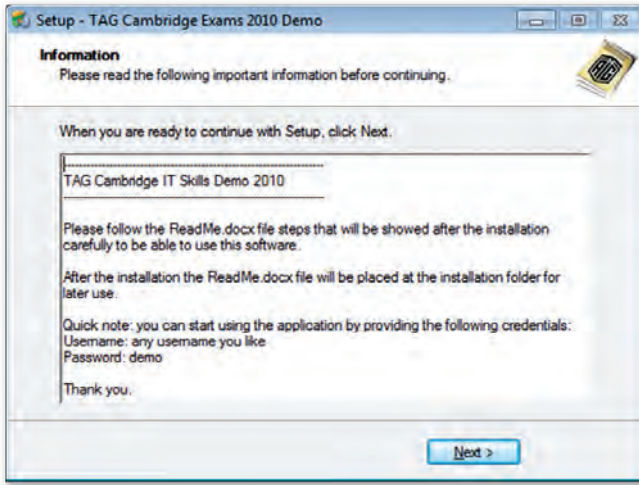 Setup - TAG Cambridge Exams 2010 Demo
Information
Please read the following important information before continuing.
When you are ready to continue with Setup, click Next.
------------------------------------------------------------
TAG Cambridge IT Skills Demo 2010
------------------------------------------------------------
Please follow the ReadMe.docx file steps that will be showed after the installation
carefully to be able to use this software.
After the installation the ReadMe.docx file will be placed at the installation folder for
later use.
Quick note: you can start using the application by providing the following credentials:
Username: any username you like
Password: demo
Thank you.
Next >